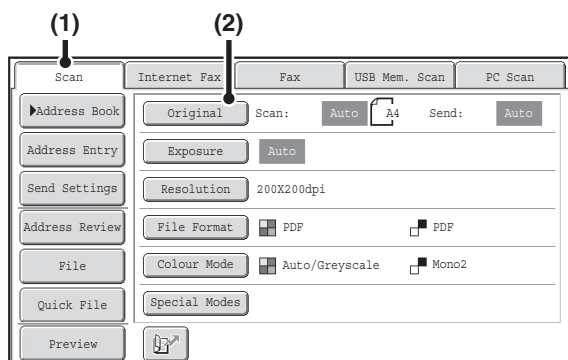 (1) (2)
Scan Internet Fax Fax USB Mem. Scan PC Scan
Address Book Original Scan: Auto A4 Send: Auto
Address Entry Exposure Auto
Send Settings Resolution 200X200dpi
Address Review File Format PDF PDF
File Colour Mode Auto/Greyscale Mono2
Quick File Special Modes
Preview